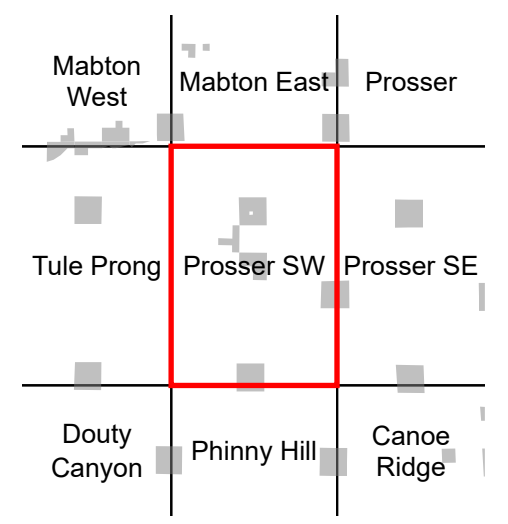 Mabton
West
Mabton East
Prosser
Tule Prong
Prosser SW
Prosser SE
Douty
Canyon
Phinny Hill
Canoe
Ridge